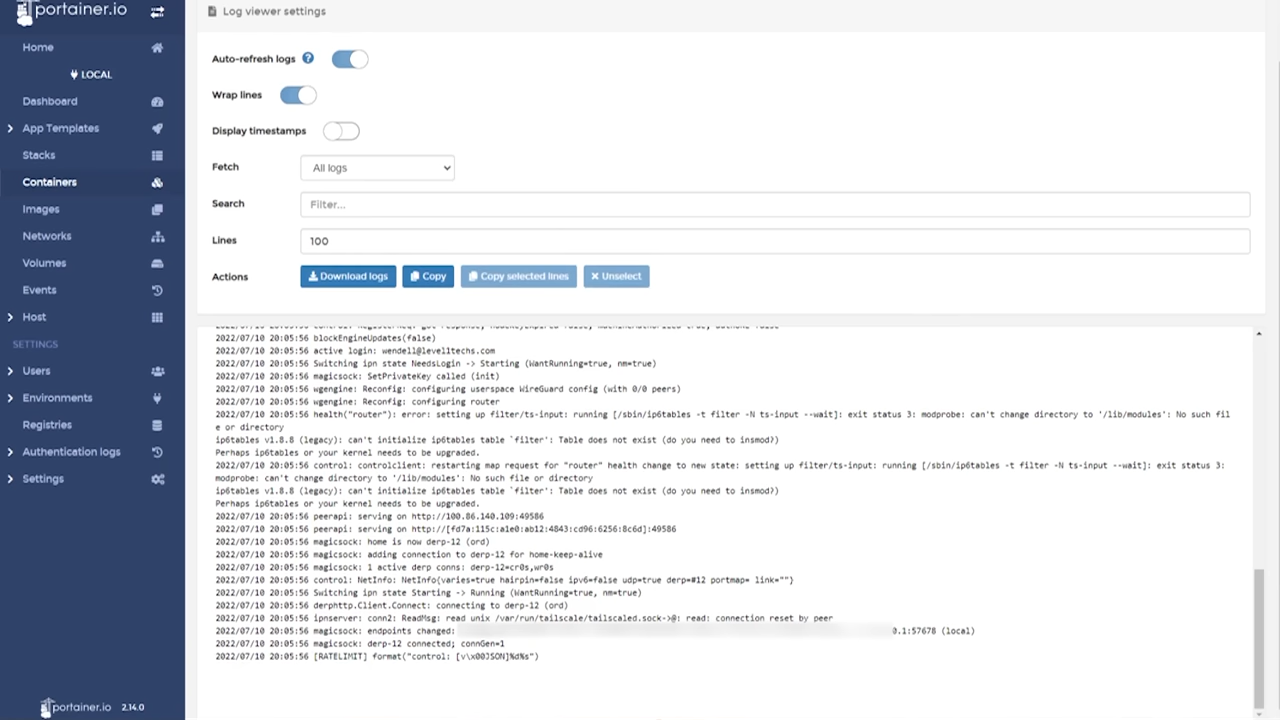 portainer.io
Home
LOCAL
Dashboard
App Templates
Stacks
Containers
Images
Networks
Volumes
Events
Host
SETTINGS
Users
Environments
Registries
Authentication logs
Settings
portainer.io 2.14.0
Log viewer settings
Auto-refresh logs ?
Wrap lines
Display timestamps
Fetch All logs
Search Filter...
Lines 100
Actions Download logs Copy Copy selected lines Unselect
2022/07/10 20:05:56 blockEngineUpdates(false)
2022/07/10 20:05:56 active login: wendell@level1techs.com
2022/07/10 20:05:56 Switching ipn state NeedsLogin -> Starting (WantRunning=true, nm=true)
2022/07/10 20:05:56 magicsock: SetPrivateKey called (init)
2022/07/10 20:05:56 wgengine: Reconfig: configuring userspace WireGuard config (with 0/0 peers)
2022/07/10 20:05:56 wgengine: Reconfig: configuring router
2022/07/10 20:05:56 health("router"): error: setting up filter/ts-input: running [/sbin/ip6tables -t filter -N ts-input --wait]: exit status 3: modprobe: can't change directory to '/lib/modules': No such fil
e or directory
ip6tables v1.8.8 (legacy): can't initialize ip6tables table `filter': Table does not exist (do you need to insmod?)
Perhaps ip6tables or your kernel needs to be upgraded.
2022/07/10 20:05:56 control: controlclient: restarting map request for "router" health change to new state: setting up filter/ts-input: running [/sbin/ip6tables -t filter -N ts-input --wait]: exit status 3:
modprobe: can't change directory to '/lib/modules': No such file or directory
ip6tables v1.8.8 (legacy): can't initialize ip6tables table `filter': Table does not exist (do you need to insmod?)
Perhaps ip6tables or your kernel needs to be upgraded.
2022/07/10 20:05:56 peerapi: serving on http://100.86.140.109:49586
2022/07/10 20:05:56 peerapi: serving on http://[fd7a:115c:a1e0:ab12:4843:cd96:6256:8c6d]:49586
2022/07/10 20:05:56 magicsock: home is now derp-12 (ord)
2022/07/10 20:05:56 magicsock: adding connection to derp-12 for home-keep-alive
2022/07/10 20:05:56 magicsock: 1 active derp conns: derp-12=cr0s,wr0s
2022/07/10 20:05:56 control: NetInfo: NetInfo{varies=true hairpin=false ipv6=false udp=true derp=#12 portmap= link=""}
2022/07/10 20:05:56 Switching ipn state Starting -> Running (WantRunning=true, nm=true)
2022/07/10 20:05:56 derphttp.Client.Connect: connecting to derp-12 (ord)
2022/07/10 20:05:56 ipnserver: conn2: ReadMsg: read unix /var/run/tailscale/tailscaled.sock->@: read: connection reset by peer
2022/07/10 20:05:56 magicsock: endpoints changed: 0.1:57678 (local)
2022/07/10 20:05:56 magicsock: derp-12 connected; connGen=1
2022/07/10 20:05:56 [RATELIMIT] format("control: [v\x00JSON]%d%s")